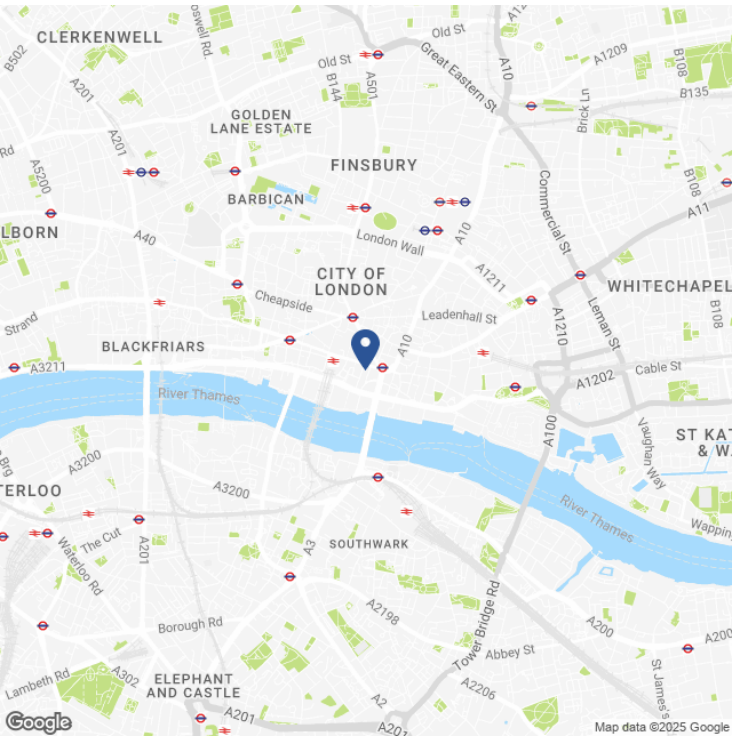 CLERKENWELL
B502
Old St
A10
A1209
B108
Great Eastern St
Old St
B144
A501
A201
B135
Brick Ln
GOLDEN
LANE ESTATE
A201
Rd
A5200
FINSBURY
BARBICAN
B108
Commercial St
A11
LBORN
A40
London Wall
A10
A1211
CITY OF
LONDON
Cheapside
WHITECHAPEL
Leadenhall St
A1210
Leman St
B108
Strand
BLACKFRIARS
A10
A3211
Cable St
A1202
River Thames
A100
Vaughan Way
ST KAT
& WA
A3200
A3200
TERLOO
River Thames
Wapping
The Cut
A201
A3
SOUTHWARK
Waterloo Rd
Tower Bridge Rd
A2198
Borough Rd
A200
A200
Abbey St
Lambeth Rd
A302
ELEPHANT
AND CASTLE
A2
A2206
St James's
A201
A201
Google
Map data ©2025 Google